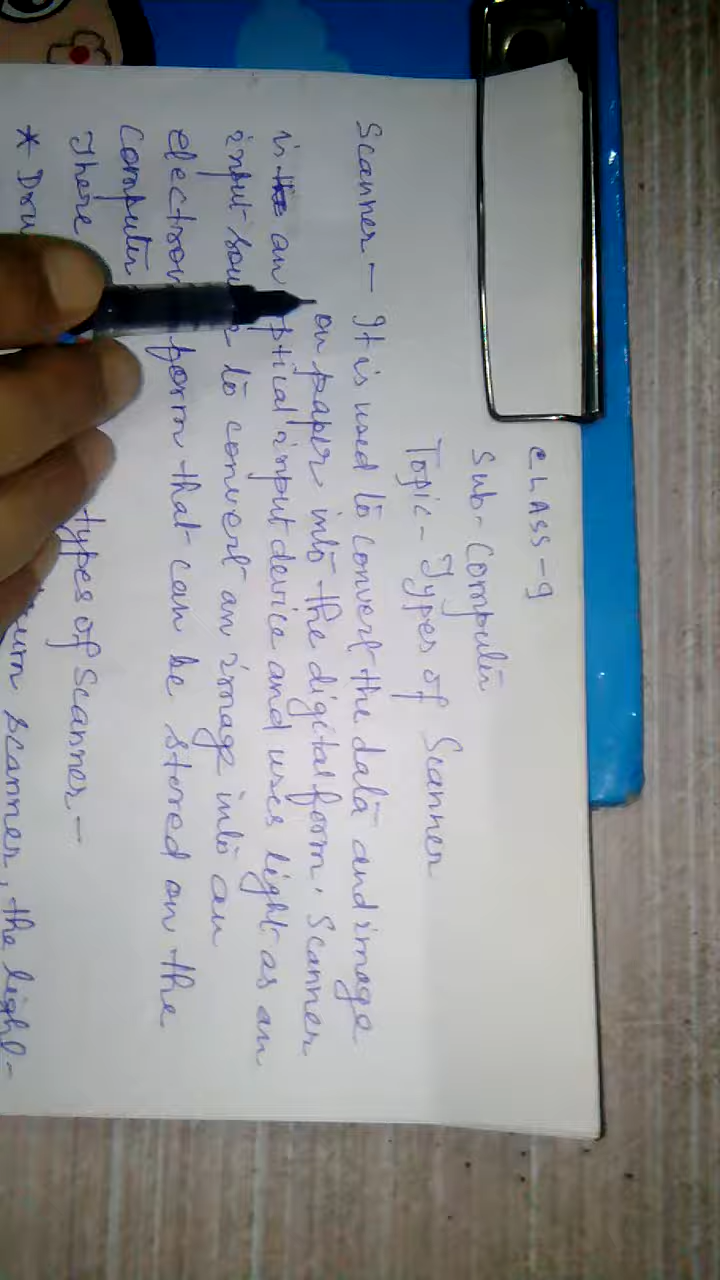 CLASS-9
Sub- Computer
Topic- Types of Scanner
Scanner- It is used to convert the data and image
on paper into the digital form. Scanner
is an optical input device and uses light as an
input to convert an image into an
form that can be stored on the
Computer
There types of Scanner-
* Scanner, the light-